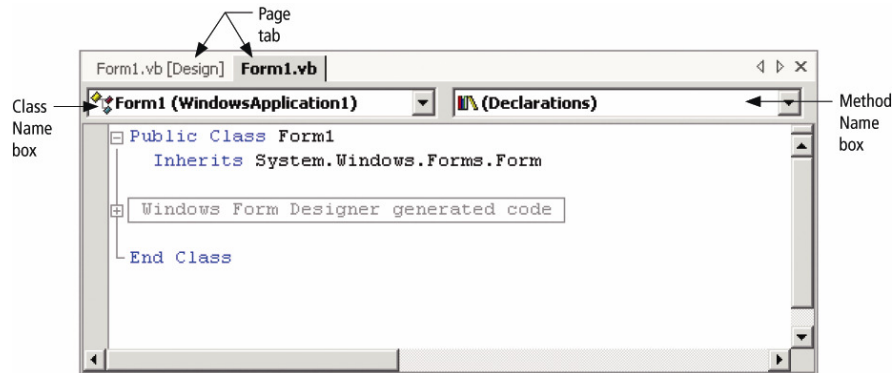 Page
tab
Form1.vb [Design] Form1.vb
Class
Name
box
Form1 (WindowsApplication1)
(Declarations)
Method
Name
box
Public Class Form1
Inherits System.Windows.Forms.Form
Windows Form Designer generated code
End Class